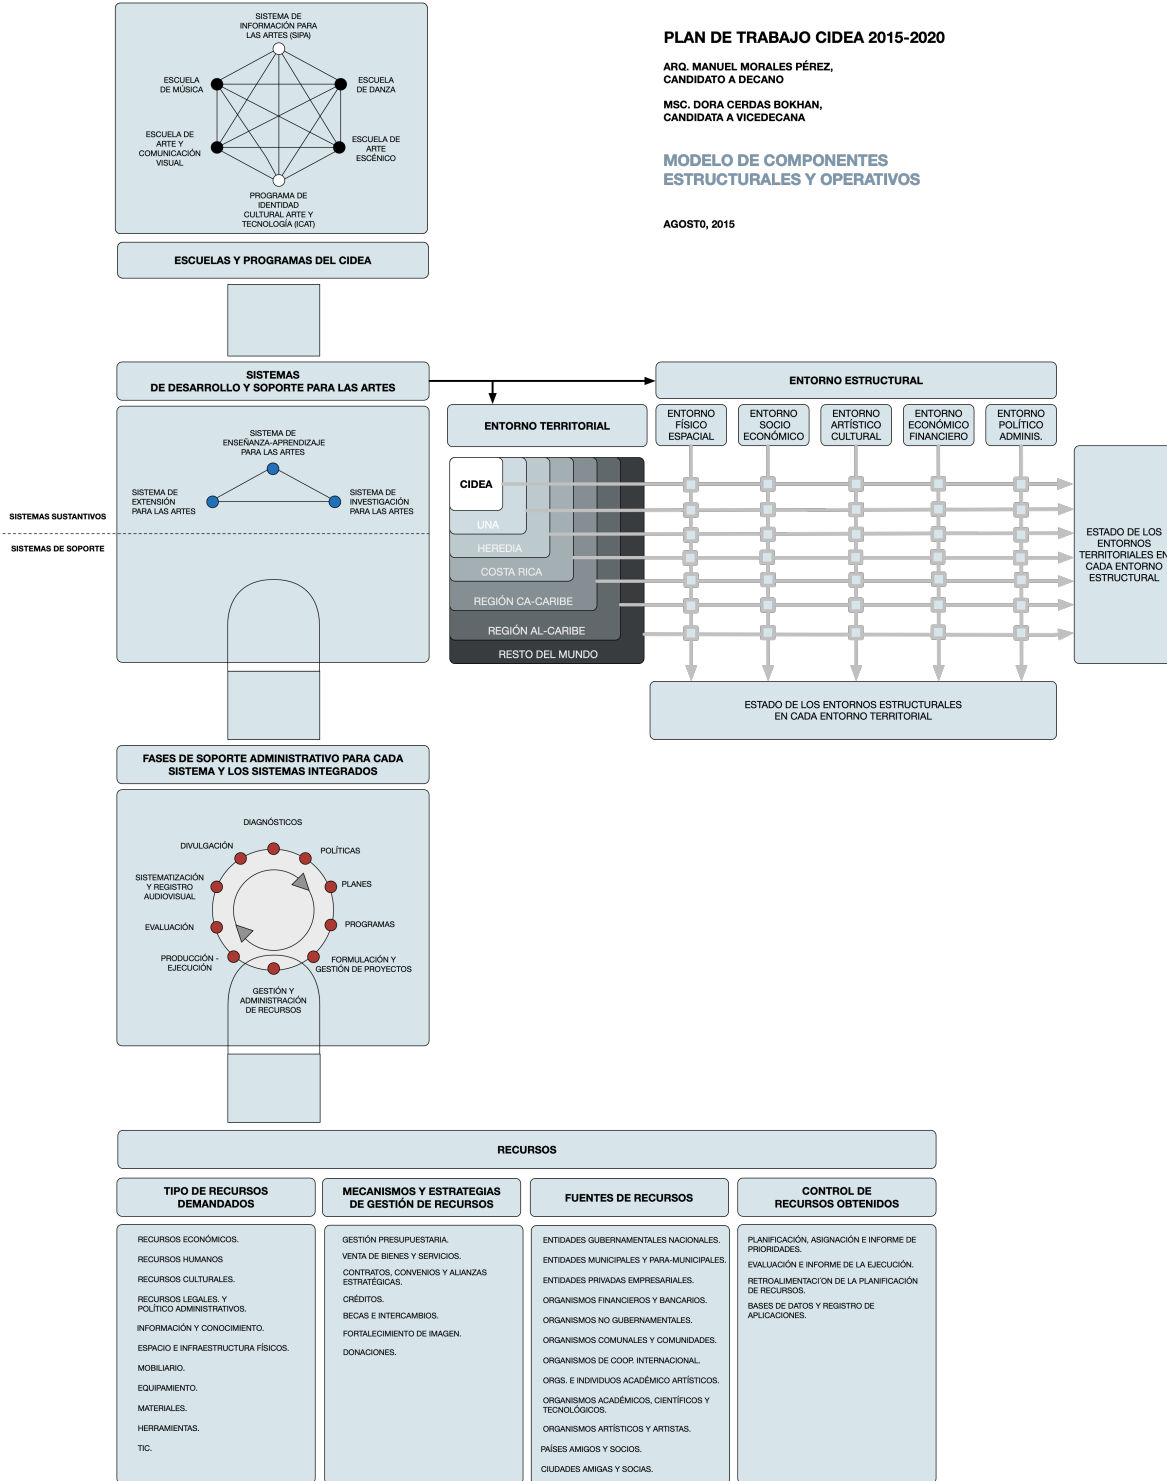 SISTEMA DE
INFORMACIÓN PARA
LAS ARTES (SIPA)
ESCUELA
DE MÚSICA
ESCUELA
DE DANZA
ESCUELA DE
ARTE Y
COMUNICACIÓN
VISUAL
ESCUELA DE
ARTE
ESCÉNICO
PROGRAMA DE
IDENTIDAD
CULTURAL ARTE Y
TECNOLOGÍA (ICAT)
PLAN DE TRABAJO CIDEA 2015-2020
ARQ. MANUEL MORALES PÉREZ,
CANDIDATO A DECANO
MSC. DORA CERDAS BOKHAN,
CANDIDATA A VICEDECANA
MODELO DE COMPONENTES
ESTRUCTURALES Y OPERATIVOS
AGOST0, 2015
ESCUELAS Y PROGRAMAS DEL CIDEA
SISTEMAS
DE DESARROLLO Y SOPORTE PARA LAS ARTES
SISTEMA DE
ENSEÑANZA-APRENDIZAJE
PARA LAS ARTES
SISTEMA DE
EXTENSIÓN
PARA LAS ARTES
SISTEMA DE
INVESTIGACIÓN
PARA LAS ARTES
SISTEMAS SUSTANTIVOS
SISTEMAS DE SOPORTE
ENTORNO ESTRUCTURAL
ENTORNO TERRITORIAL
ENTORNO
FÍSICO
ESPACIAL
ENTORNO
SOCIO
ECONÓMICO
ENTORNO
ARTÍSTICO
CULTURAL
ENTORNO
ECONÓMICO
FINANCIERO
ENTORNO
POLÍTICO
ADMINIS.
CIDEA
UNA
HEREDIA
COSTA RICA
REGIÓN CA-CARIBE
REGIÓN AL-CARIBE
RESTO DEL MUNDO
ESTADO DE LOS
ENTORNOS
TERRITORIALES EN
CADA ENTORNO
ESTRUCTURAL
ESTADO DE LOS ENTORNOS ESTRUCTURALES
EN CADA ENTORNO TERRITORIAL
FASES DE SOPORTE ADMINISTRATIVO PARA CADA
SISTEMA Y LOS SISTEMAS INTEGRADOS
DIAGNÓSTICOS
DIVULGACIÓN
POLÍTICAS
SISTEMATIZACIÓN
Y REGISTRO
AUDIOVISUAL
PLANES
EVALUACIÓN
PROGRAMAS
PRODUCCIÓN -
EJECUCIÓN
FORMULACIÓN Y
GESTIÓN DE PROYECTOS
GESTIÓN Y
ADMINISTRACIÓN
DE RECURSOS
RECURSOS
TIPO DE RECURSOS
DEMANDADOS
RECURSOS ECONÓMICOS.
RECURSOS HUMANOS
RECURSOS CULTURALES.
RECURSOS LEGALES. Y
POLÍTICO ADMINISTRATIVOS.
INFORMACIÓN Y CONOCIMIENTO.
ESPACIO E INFRAESTRUCTURA FÍSICOS.
MOBILIARIO.
EQUIPAMIENTO.
MATERIALES.
HERRAMIENTAS.
TIC.
MECANISMOS Y ESTRATEGIAS
DE GESTIÓN DE RECURSOS
GESTIÓN PRESUPUESTARIA.
VENTA DE BIENES Y SERVICIOS.
CONTRATOS, CONVENIOS Y ALIANZAS
ESTRATÉGICAS.
CRÉDITOS.
BECAS E INTERCAMBIOS.
FORTALECIMIENTO DE IMAGEN.
DONACIONES.
FUENTES DE RECURSOS
ENTIDADES GUBERNAMENTALES NACIONALES.
ENTIDADES MUNICIPALES Y PARA-MUNICIPALES.
ENTIDADES PRIVADAS EMPRESARIALES.
ORGANISMOS FINANCIEROS Y BANCARIOS.
ORGANISMOS NO GUBERNAMENTALES.
ORGANISMOS COMUNALES Y COMUNIDADES.
ORGANISMOS DE COOP. INTERNACIONAL.
ORGS. E INDIVIDUOS ACADÉMICO ARTÍSTICOS.
ORGANISMOS ACADÉMICOS, CIENTÍFICOS Y
TECNOLÓGICOS.
ORGANISMOS ARTÍSTICOS Y ARTISTAS.
PAÍSES AMIGOS Y SOCIOS.
CIUDADES AMIGAS Y SOCIAS.
CONTROL DE
RECURSOS OBTENIDOS
PLANIFICACIÓN, ASIGNACIÓN E INFORME DE
PRIORIDADES.
EVALUACIÓN E INFORME DE LA EJECUCIÓN.
RETROALIMENTACI'ON DE LA PLANIFICACIÓN
DE RECURSOS.
BASES DE DATOS Y REGISTRO DE
APLICACIONES.